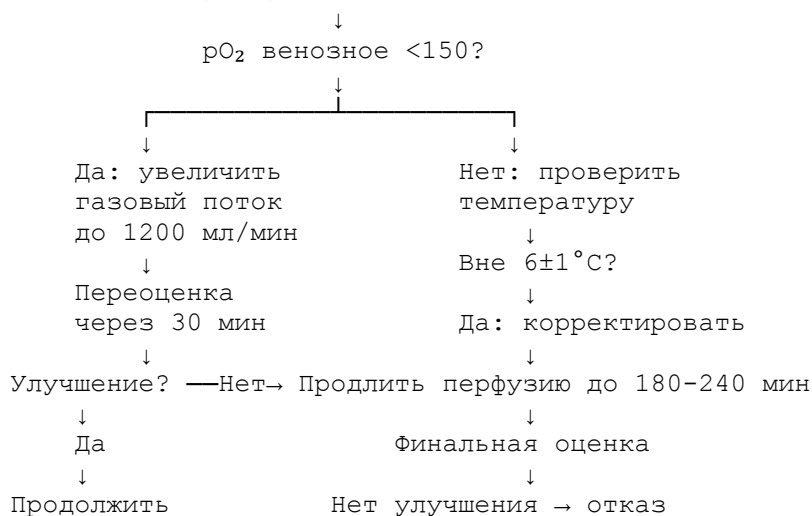 ↓
pO₂ венозное <150?
↓
↓ ↓
Да: увеличить Нет: проверить
газовый поток температуру
до 1200 мл/мин ↓
↓ Вне 6±1°C?
Переоценка ↓
через 30 мин Да: корректировать
↓ ↓
Улучшение? ──Нет→ Продлить перфузию до 180-240 мин
↓ ↓
Да Финальная оценка
↓ ↓
Продолжить Нет улучшения → отказ